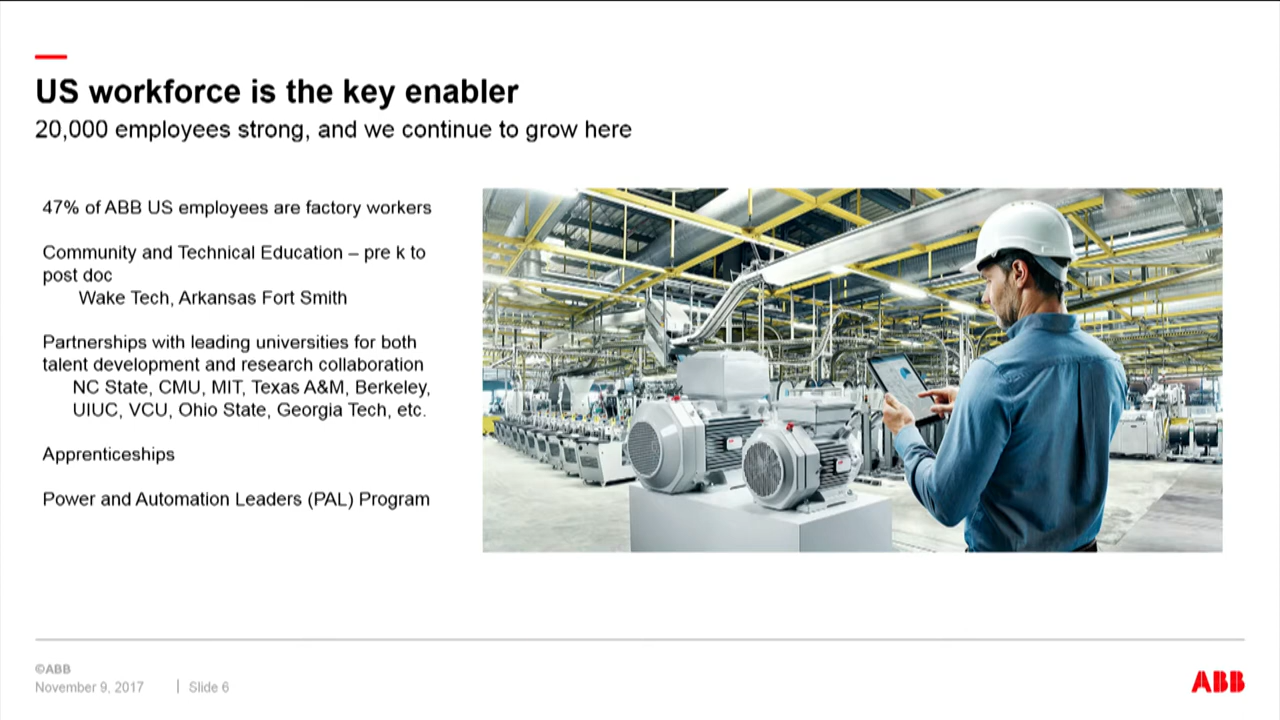 US workforce is the key enabler
20,000 employees strong, and we continue to grow here
47% of ABB US employees are factory workers
Community and Technical Education – pre k to
post doc
Wake Tech, Arkansas Fort Smith
Partnerships with leading universities for both
talent development and research collaboration
NC State, CMU, MIT, Texas A&M, Berkeley,
UIUC, VCU, Ohio State, Georgia Tech, etc.
Apprenticeships
Power and Automation Leaders (PAL) Program
©ABB
November 9, 2017 | Slide 6
ABB